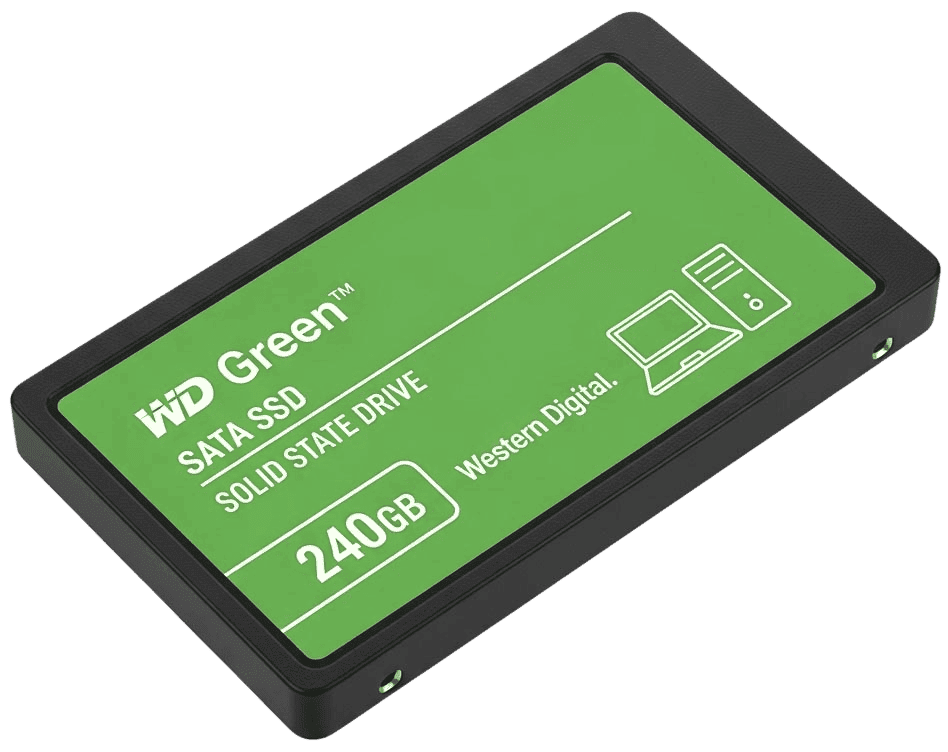 WD Green™
SATA SSD
SOLID STATE DRIVE
240GB
Western Digital.